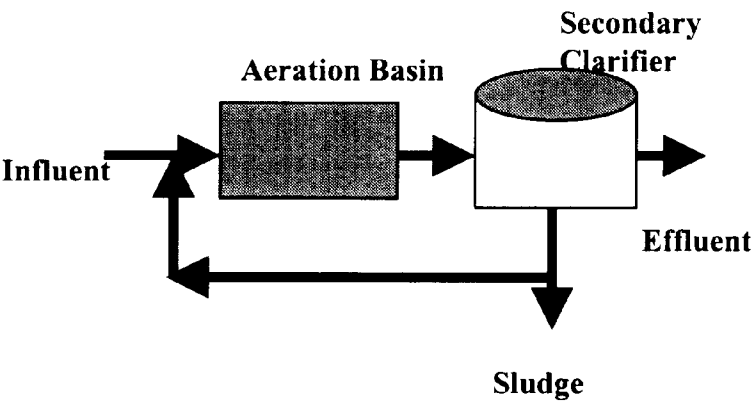 Secondary
Clarifier
Aeration Basin
Influent
Effluent
Sludge